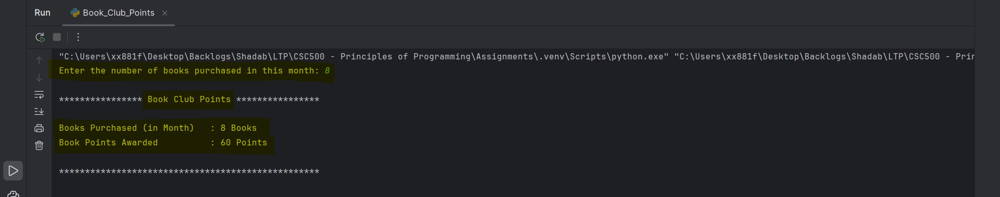 Run Book_Club_Points
"C:\Users\xx881f\Desktop\Backlogs\Shadab\LTP\CSC500 - Principles of Programming\Assignments\.venv\Scripts\python.exe" "C:\Users\xx881f\Desktop\Backlogs\Shadab\LTP\CSC500 - Prin
Enter the number of books purchased in this month: 8
**************** Book Club Points ****************
Books Purchased (in Month)   : 8 Books
Book Points Awarded          : 60 Points
**************************************************